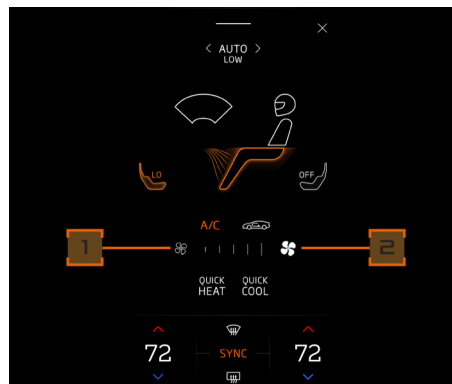 AUTO
LOW
LO
OFF
A/C
1
2
QUICK
HEAT
QUICK
COOL
72
SYNC
72